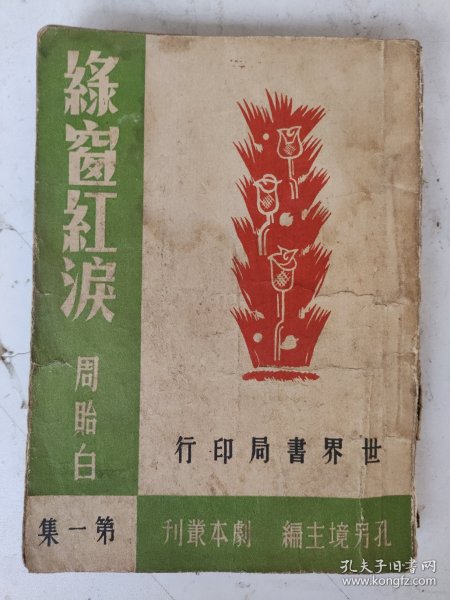 綠窗紅淚
周貽白
世界書局印行
孔另境主編 劇本叢刊
第一集
孔夫子旧书网
www.kongfz.com